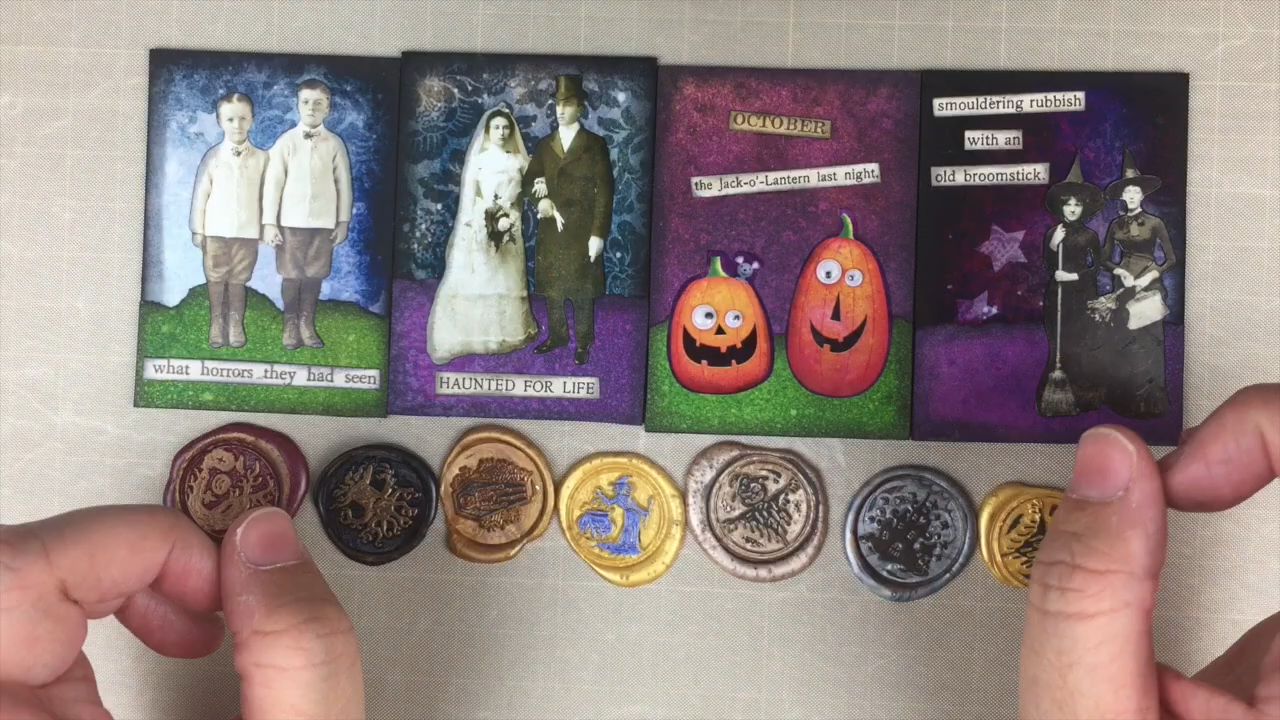 what horrors they had seen
HAUNTED FOR LIFE
OCTOBER
the Jack-o'-Lantern last night.
smouldering rubbish
with an
old broomstick.